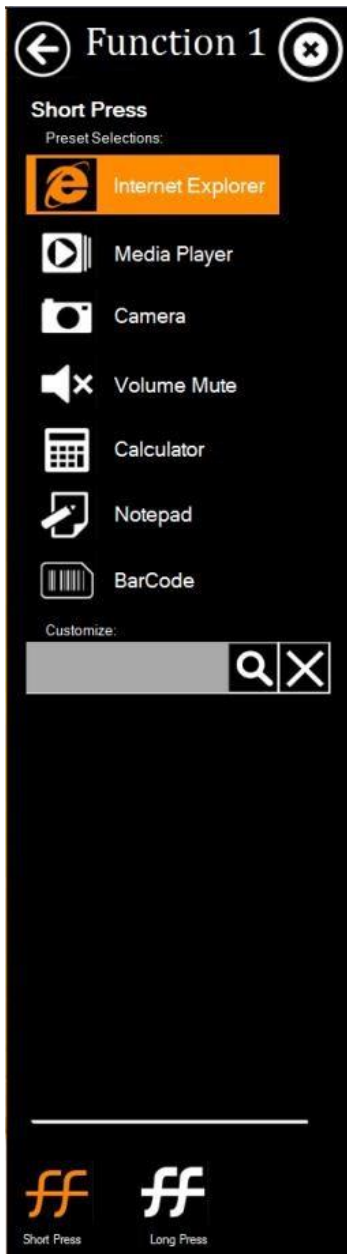 Function 1
Short Press
Preset Selections:
Internet Explorer
Media Player
Camera
Volume Mute
Calculator
Notepad
BarCode
Customize:
Short Press
Long Press